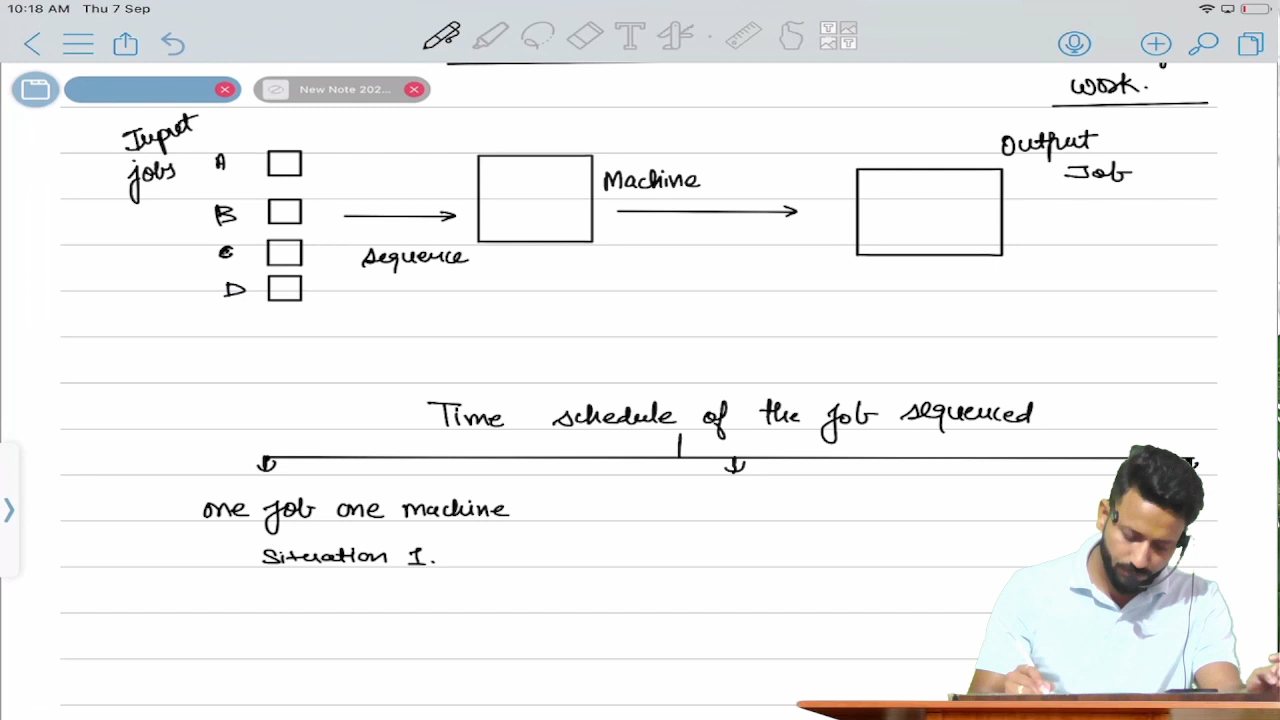 10:18 AM Thu 7 Sep
New Note 202...
work.
Input
jobs
A
B
C
D
sequence
Machine
Output
Job
Time schedule of the job sequenced
one job one machine
Situation 1.